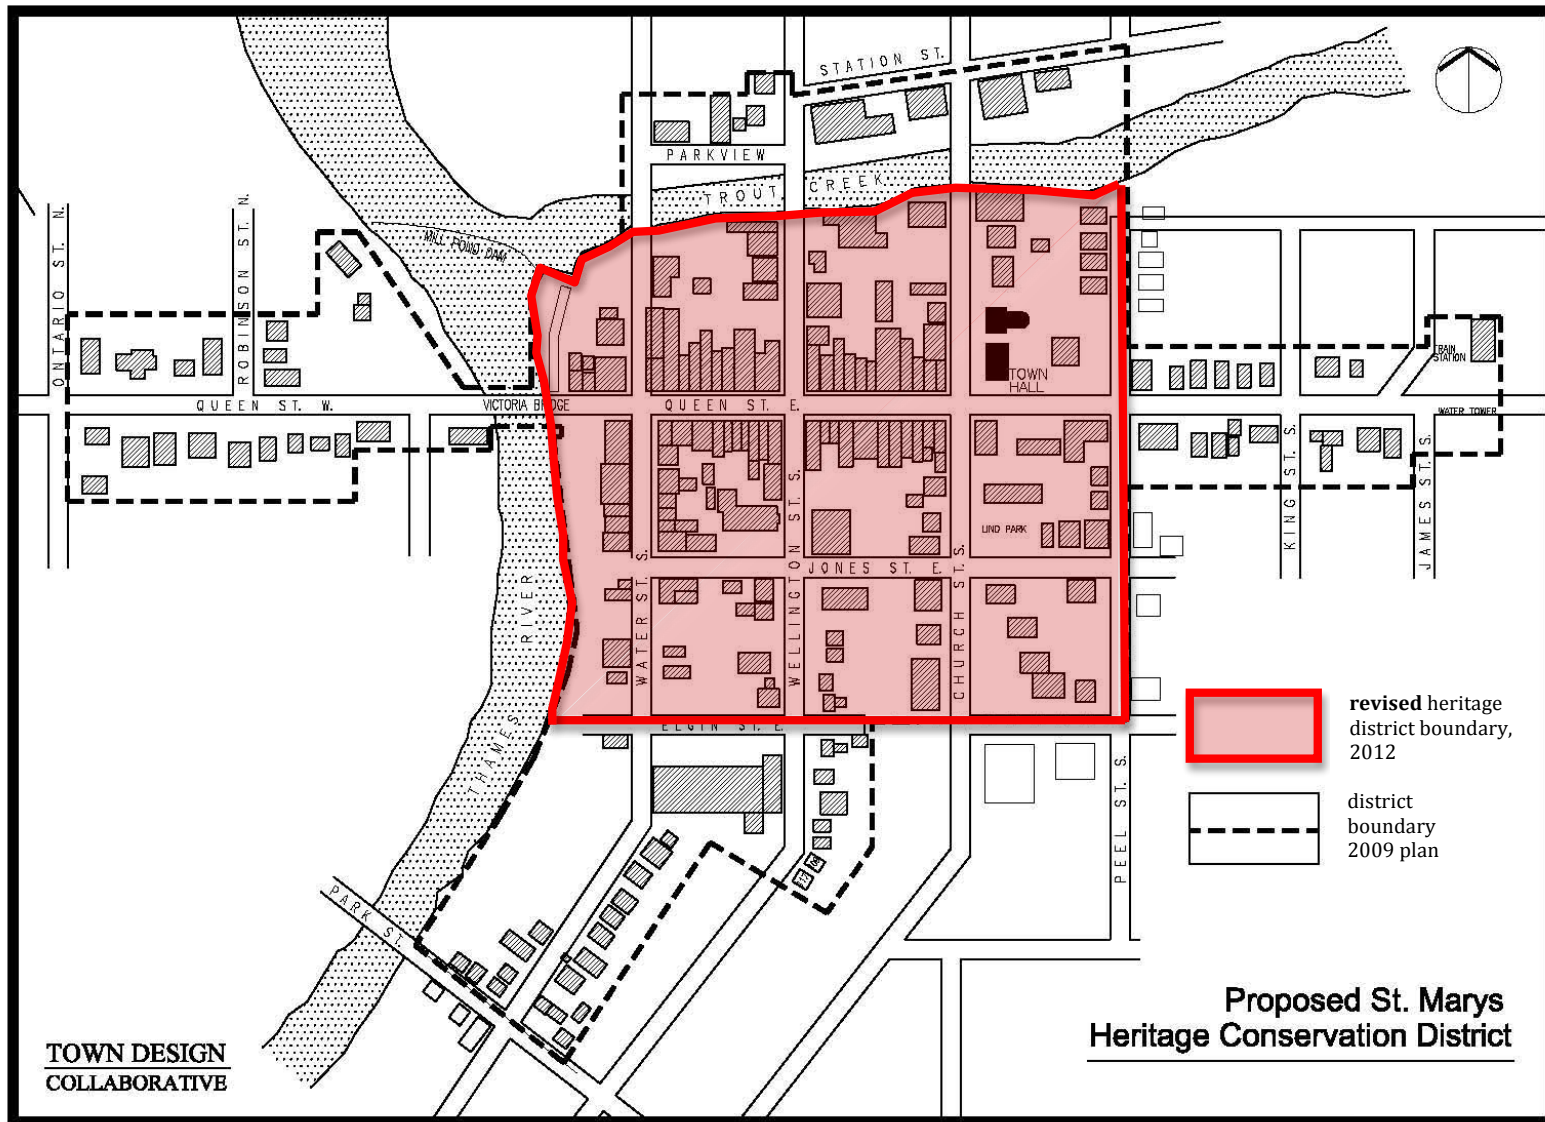 STATION ST.
PARKVIEW
TROUT CREEK
MILL POND DAM
ONTARIO ST. N.
ROBINSON ST. N.
TRAIN
STATION
TOWN
HALL
QUEEN ST. W.
VICTORIA BRIDGE
QUEEN ST. E.
WATER TOWER
LIND PARK
WATER ST. S.
WELLINGTON ST. S.
CHURCH ST. S.
KING ST. S.
JAMES ST. S.
JONES ST. E.
THAMES RIVER
ELGIN ST. E.
PEEL ST. S.
PARK ST.
revised heritage
district boundary,
2012
district
boundary
2009 plan
Proposed St. Marys
Heritage Conservation District
TOWN DESIGN
COLLABORATIVE